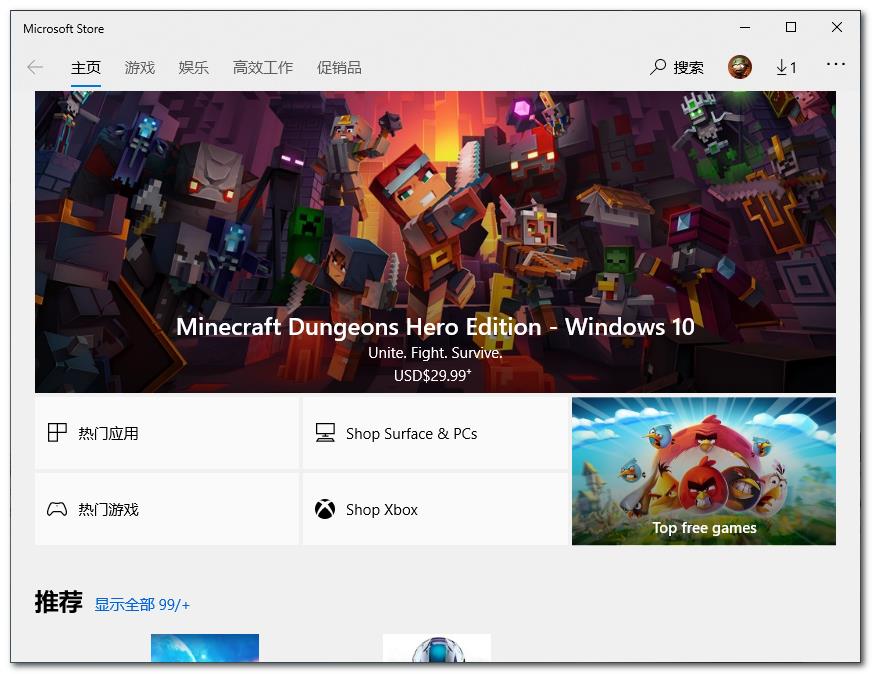 Microsoft Store
主页 游戏 娱乐 高效工作 促销品 搜索 1
Minecraft Dungeons Hero Edition - Windows 10
Unite. Fight. Survive.
USD$29.99+
热门应用
Shop Surface & PCs
热门游戏
Shop Xbox
Top free games
推荐 显示全部 99/+